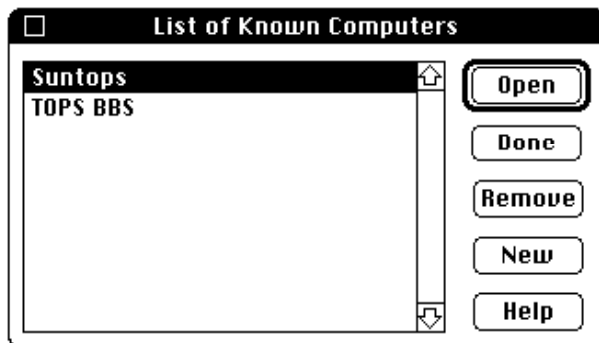 List of Known Computers
Suntops
TOPS BBS
Open
Done
Remove
New
Help